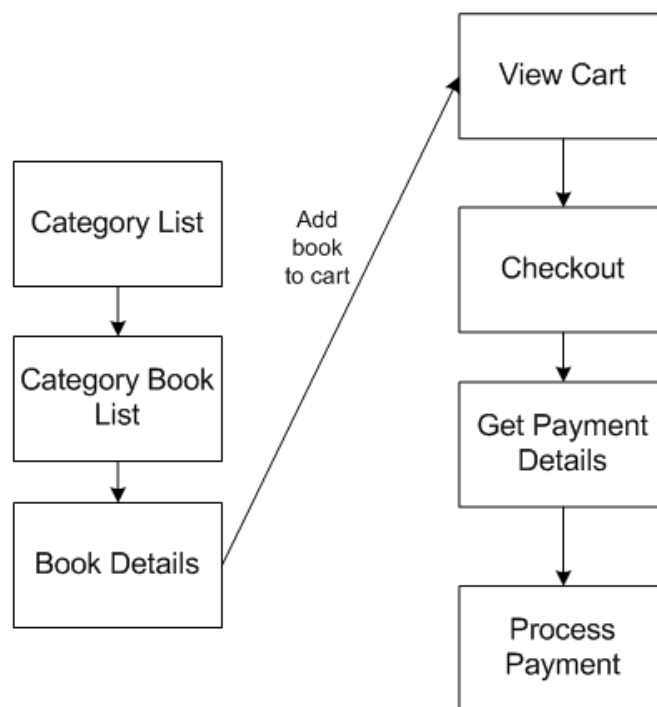 Category List
Category Book
List
Book Details
Add
book
to cart
View Cart
Checkout
Get Payment
Details
Process
Payment